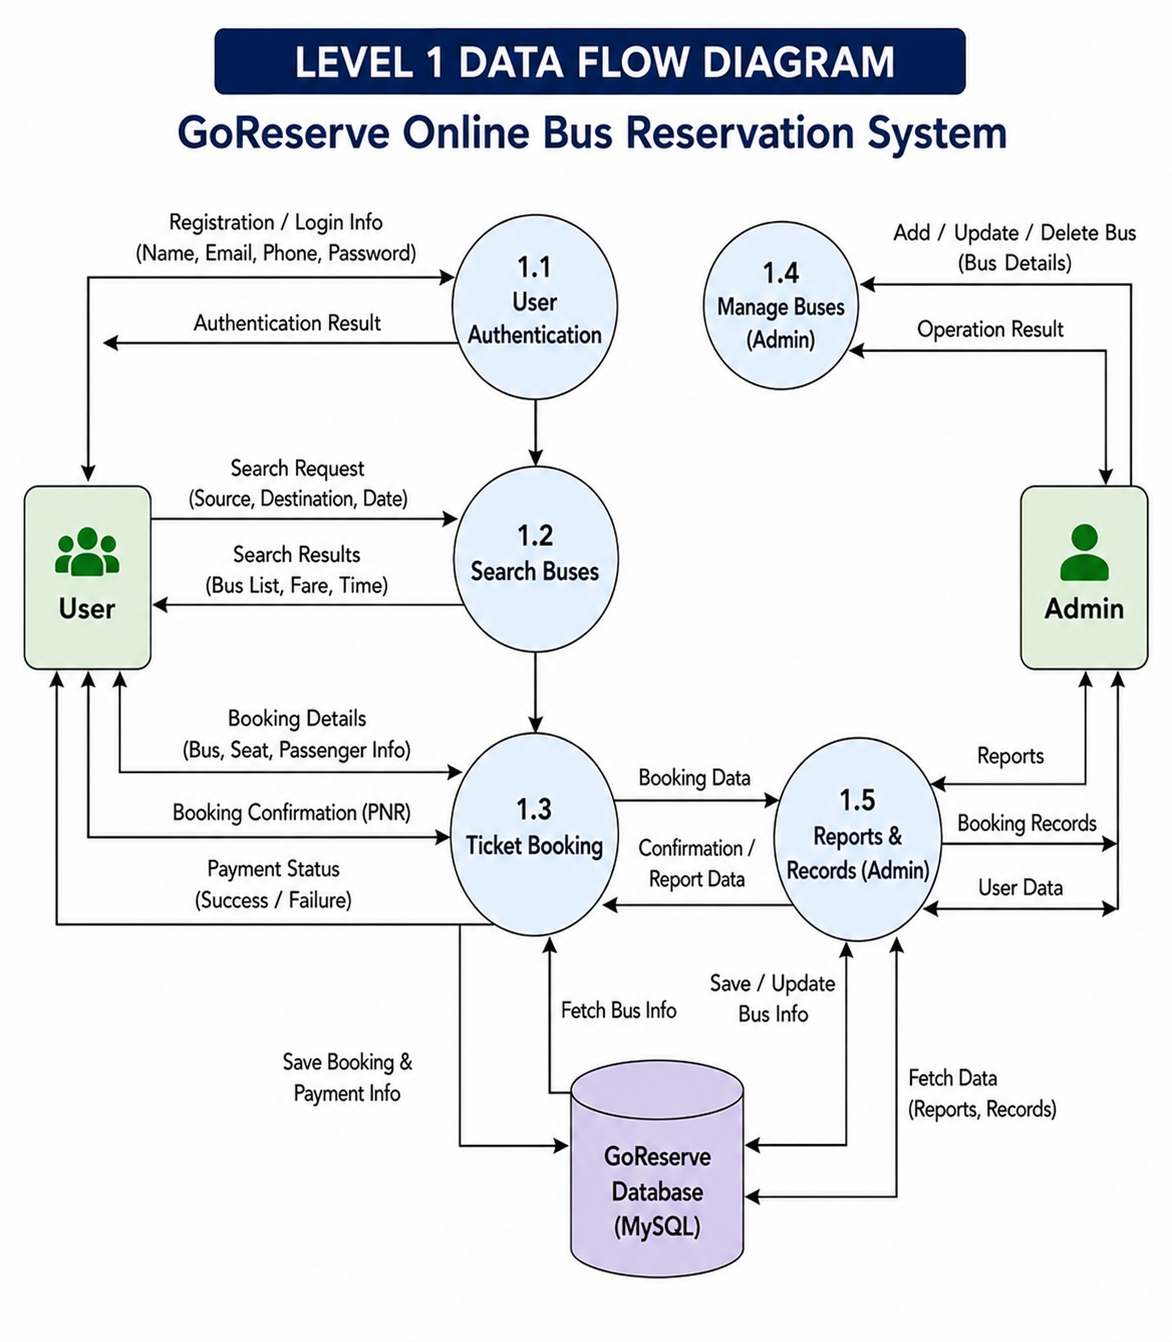 LEVEL 1 DATA FLOW DIAGRAM
GoReserve Online Bus Reservation System
Registration / Login Info
(Name, Email, Phone, Password)
Authentication Result
1.1
User
Authentication
1.4
Manage Buses
(Admin)
Add / Update / Delete Bus
(Bus Details)
Operation Result
Search Request
(Source, Destination, Date)
Search Results
(Bus List, Fare, Time)
1.2
Search Buses
User
Admin
Booking Details
(Bus, Seat, Passenger Info)
Booking Confirmation (PNR)
Payment Status
(Success / Failure)
1.3
Ticket Booking
Booking Data
Confirmation /
Report Data
1.5
Reports &
Records (Admin)
Reports
Booking Records
User Data
Fetch Bus Info
Save / Update
Bus Info
Save Booking &
Payment Info
Fetch Data
(Reports, Records)
GoReserve
Database
(MySQL)